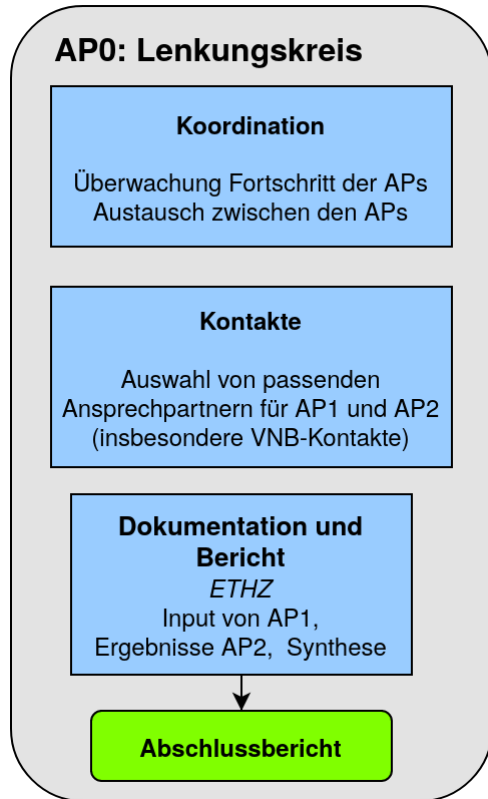 AP0: Lenkungskreis
Koordination
Überwachung Fortschritt der APs
Austausch zwischen den APs
Kontakte
Auswahl von passenden
Ansprechpartnern für AP1 und AP2
(insbesondere VNB-Kontakte)
Dokumentation und
Bericht
ETHZ
Input von AP1,
Ergebnisse AP2, Synthese
Abschlussbericht